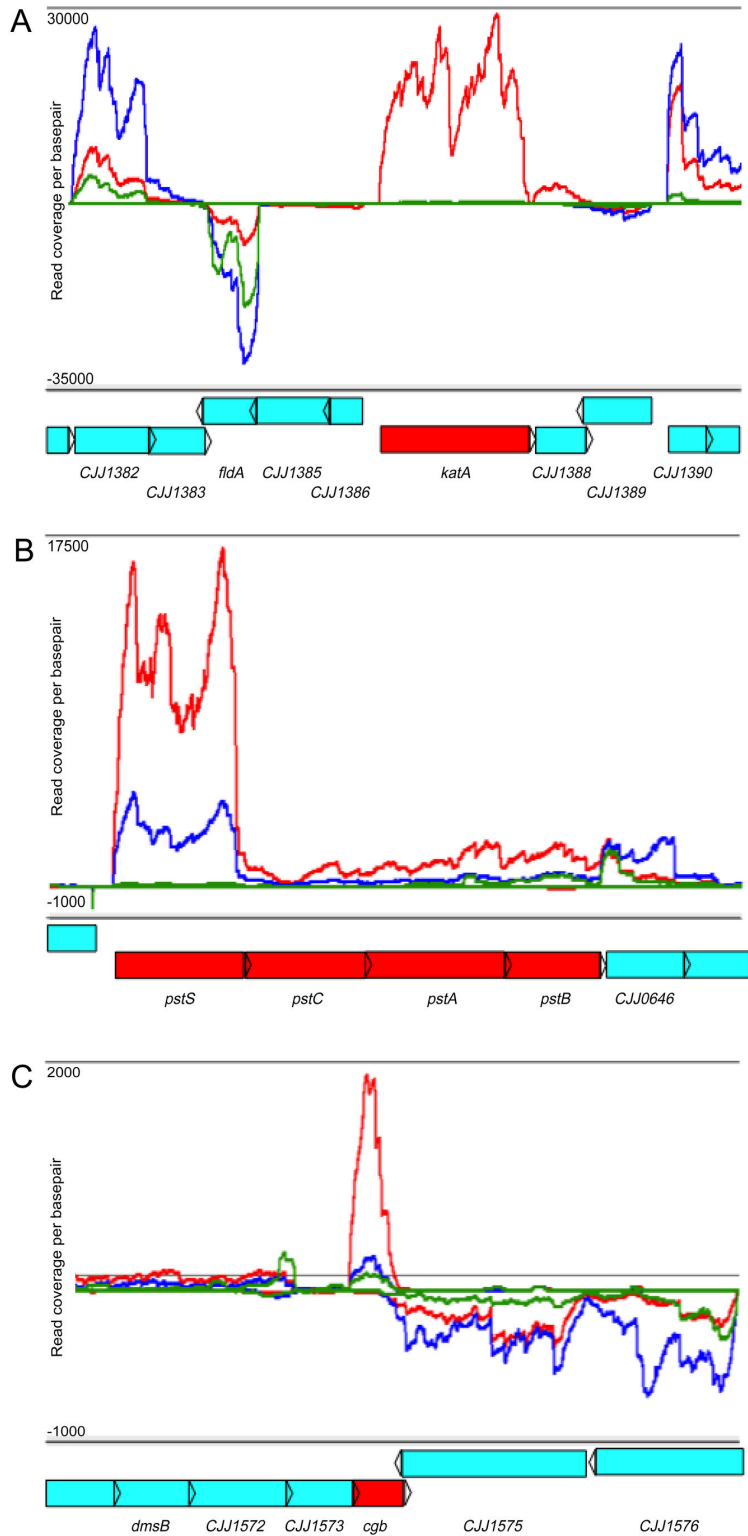 A
30000
Read coverage per basepair
-35000
CJJ1382
CJJ1383
fldA
CJJ1385
CJJ1386
katA
CJJ1388
CJJ1389
CJJ1390
B
17500
Read coverage per basepair
-1000
pstS
pstC
pstA
pstB
CJJ0646
C
2000
Read coverage per basepair
-1000
dmsB
CJJ1572
CJJ1573
cgb
CJJ1575
CJJ1576